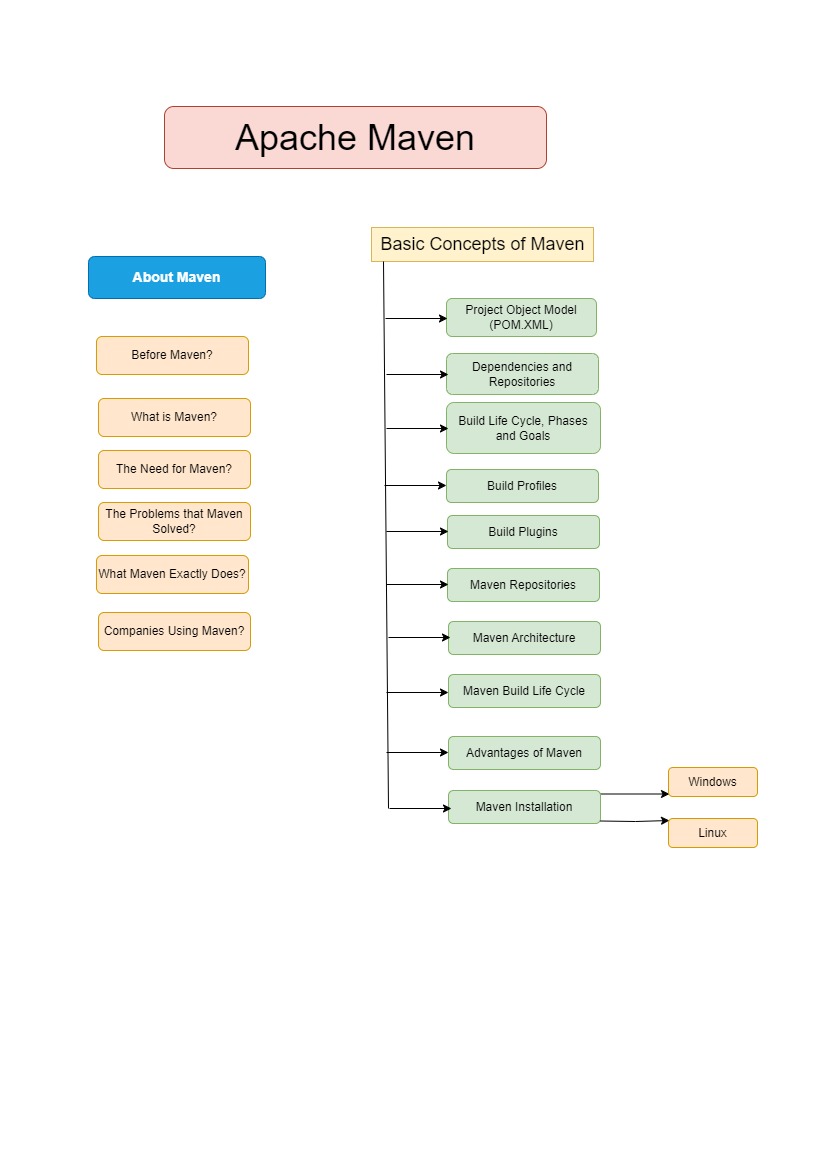 Apache Maven
About Maven
Before Maven?
What is Maven?
The Need for Maven?
The Problems that Maven
Solved?
What Maven Exactly Does?
Companies Using Maven?
Basic Concepts of Maven
Project Object Model
(POM.XML)
Dependencies and
Repositories
Build Life Cycle, Phases
and Goals
Build Profiles
Build Plugins
Maven Repositories
Maven Architecture
Maven Build Life Cycle
Advantages of Maven
Maven Installation
Windows
Linux